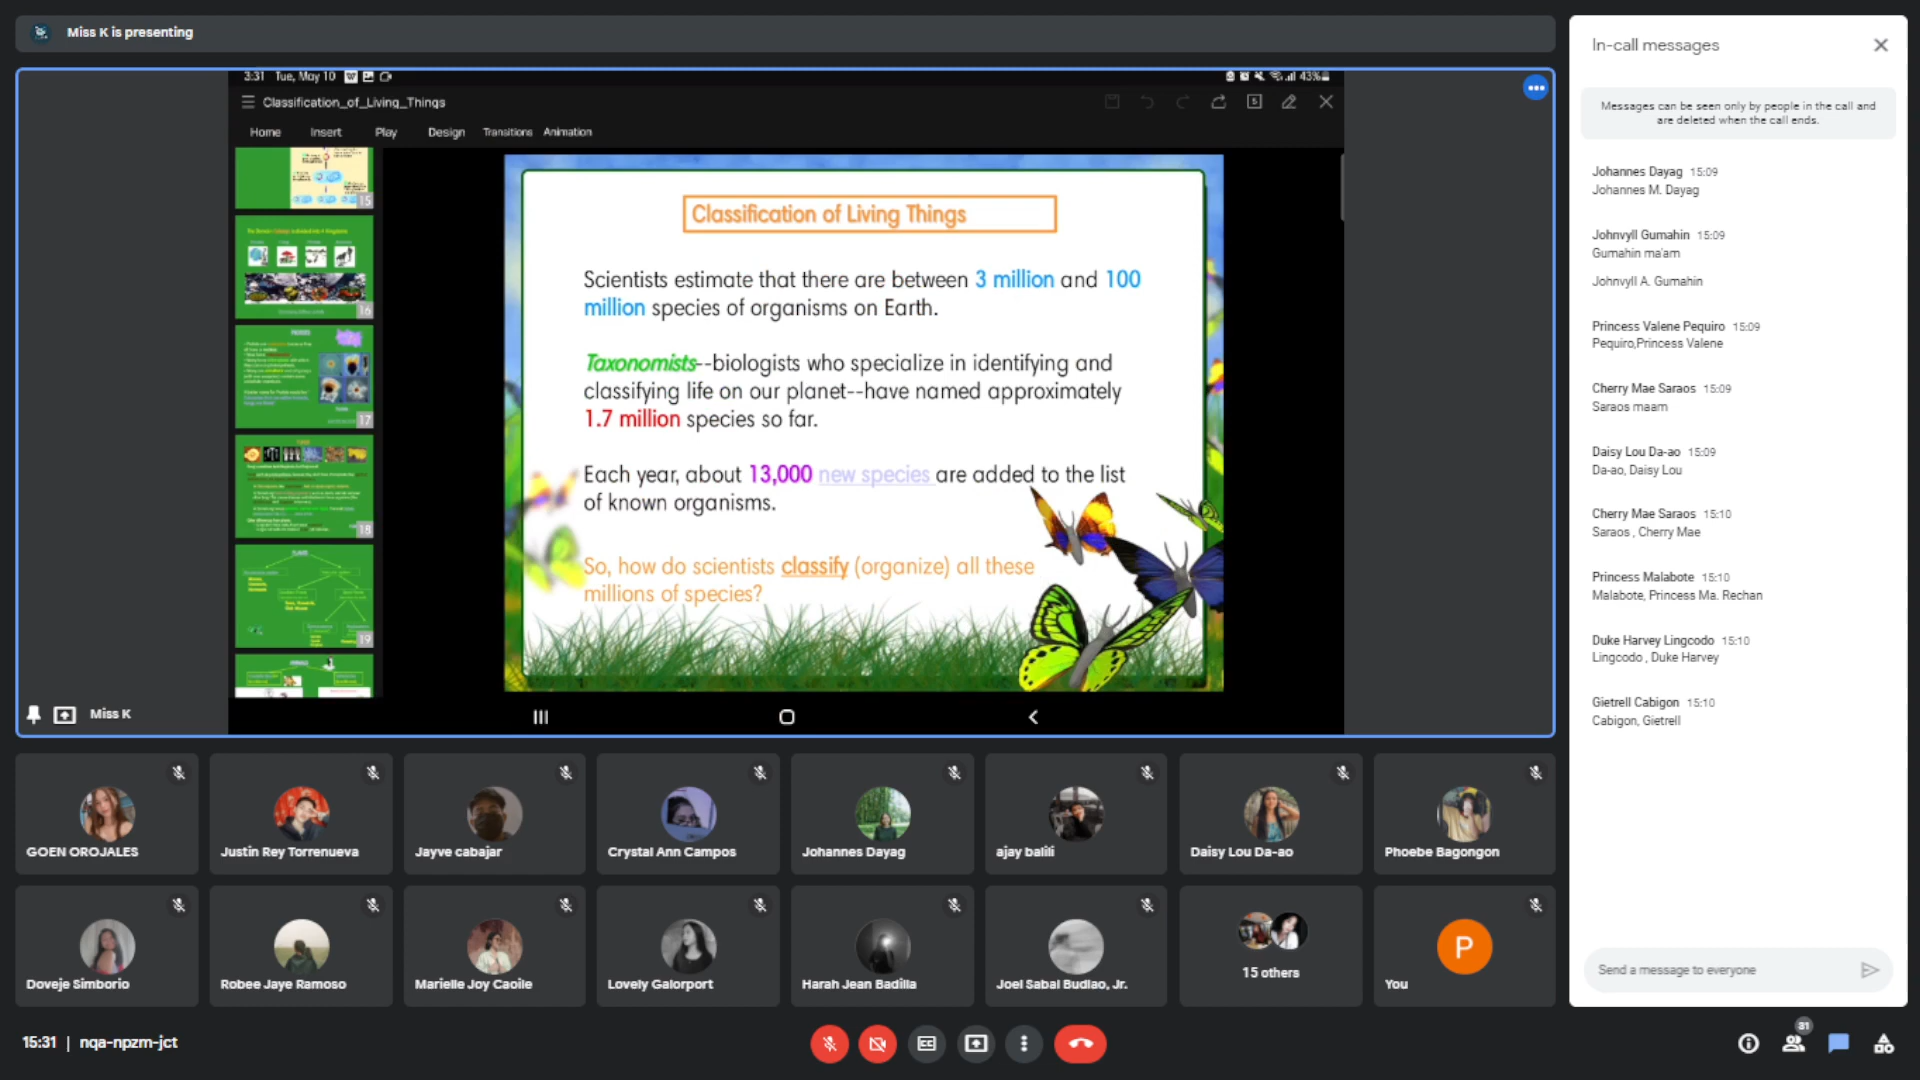 Miss K is presenting
3:31 Tue, May 10
43%
Classification_of_Living_Things
Home Insert Play Design Transitions Animation
15
16
17
18
19
Classification of Living Things
Scientists estimate that there are between 3 million and 100
million species of organisms on Earth.
Taxonomists--biologists who specialize in identifying and
classifying life on our planet--have named approximately
1.7 million species so far.
Each year, about 13,000 new species are added to the list
of known organisms.
So, how do scientists classify (organize) all these
millions of species?
Miss K
GOEN OROJALES
Justin Rey Torrenueva
Jayve cabajar
Crystal Ann Campos
Johannes Dayag
ajay balili
Daisy Lou Da-ao
Phoebe Bagongon
Doveje Simborio
Robee Jaye Ramoso
Marielle Joy Caoile
Lovely Galorport
Harah Jean Badilla
Joel Sabal Budlao, Jr.
15 others
P
You
15:31 | nqa-npzm-jct
31
In-call messages
Messages can be seen only by people in the call and
are deleted when the call ends.
Johannes Dayag 15:09
Johannes M. Dayag
Johnvyll Gumahin 15:09
Gumahin ma'am
Johnvyll A. Gumahin
Princess Valene Pequiro 15:09
Pequiro,Princess Valene
Cherry Mae Saraos 15:09
Saraos maam
Daisy Lou Da-ao 15:09
Da-ao, Daisy Lou
Cherry Mae Saraos 15:10
Saraos , Cherry Mae
Princess Malabote 15:10
Malabote, Princess Ma. Rechan
Duke Harvey Lingcodo 15:10
Lingcodo , Duke Harvey
Gietrell Cabigon 15:10
Cabigon, Gietrell
Send a message to everyone